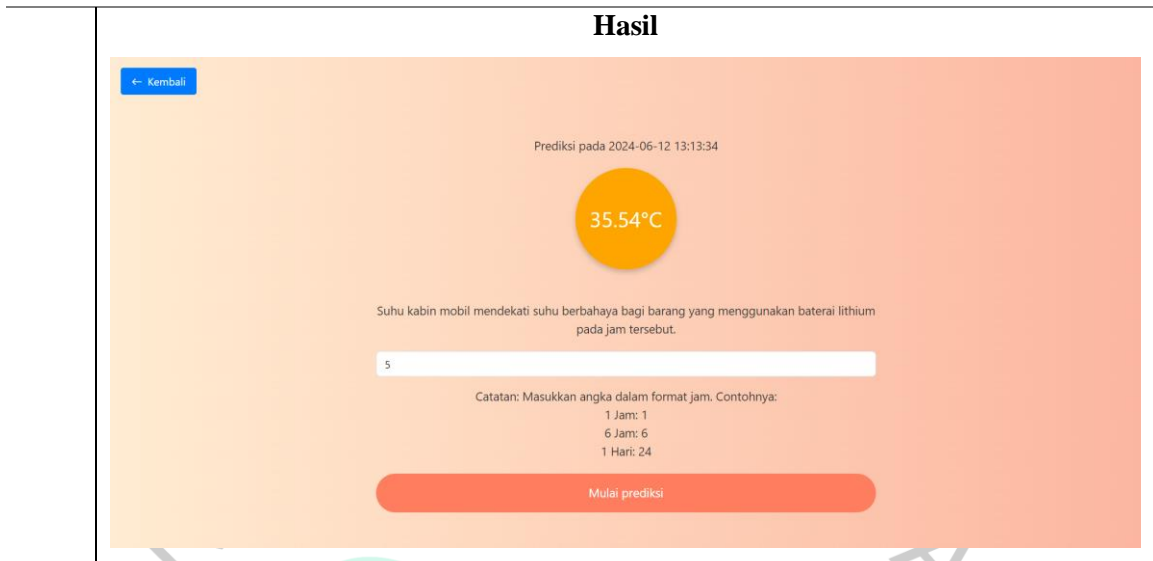 Hasil
← Kembali
Prediksi pada 2024-06-12 13:13:34
35.54°C
Suhu kabin mobil mendekati suhu berbahaya bagi barang yang menggunakan baterai lithium
pada jam tersebut.
5
Catatan: Masukkan angka dalam format jam. Contohnya:
1 Jam: 1
6 Jam: 6
1 Hari: 24
Mulai prediksi